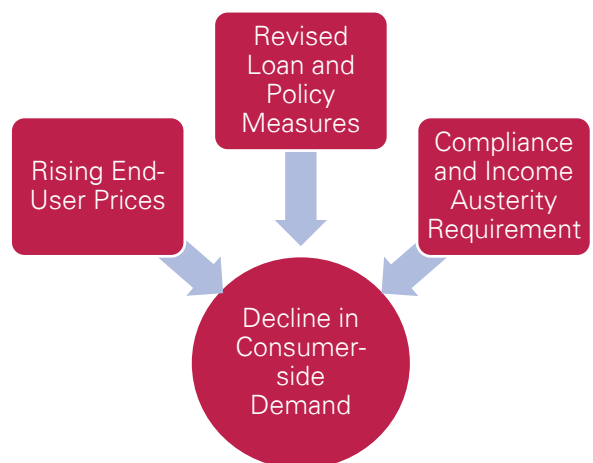 Revised
Loan and
Policy
Measures
Rising End-
User Prices
Compliance
and Income
Austerity
Requirement
Decline in
Consumer-
side
Demand